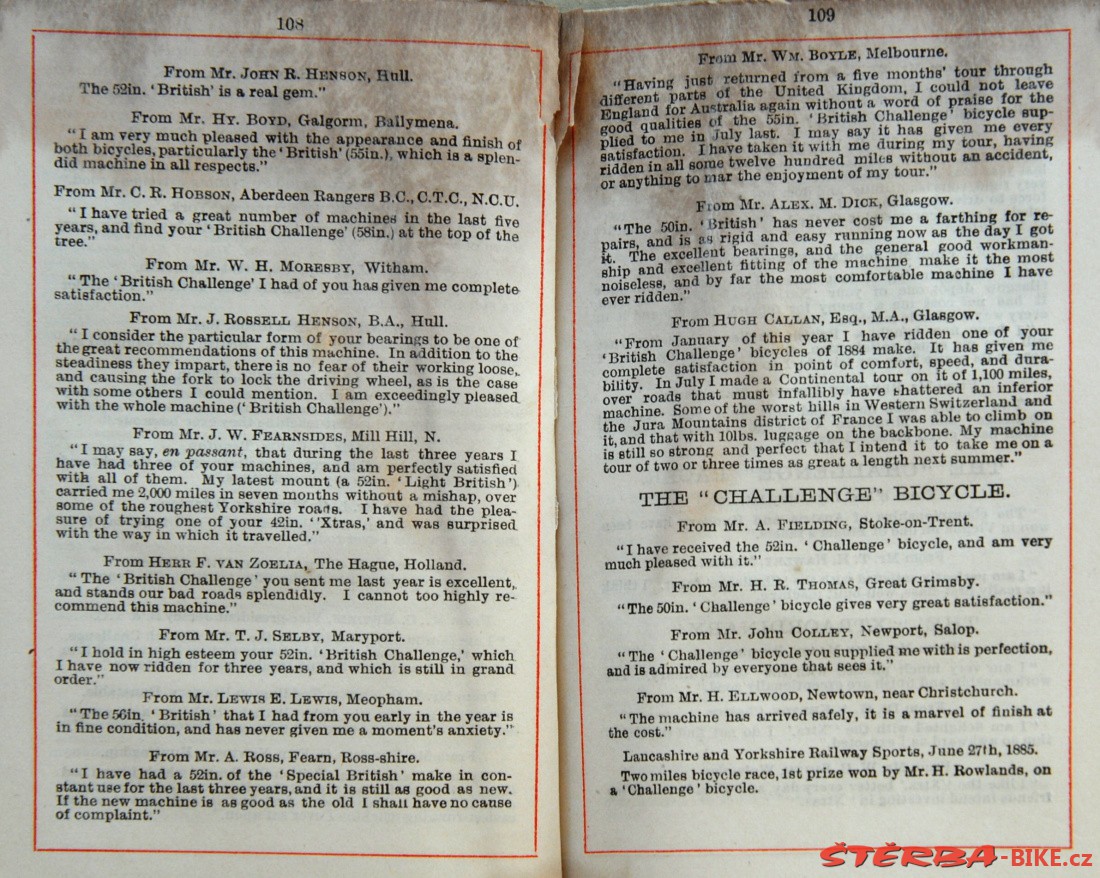 108
From Mr. JOHN R. HENSON, Hull.
The 52in. 'British' is a real gem."
From Mr. HY. BOYD, Galgorm, Ballymena.
"I am very much pleased with the appearance and finish of
both bicycles, particularly the 'British' (55in.), which is a splen-
did machine in all respects."
From Mr. C. R. HOBSON, Aberdeen Rangers B.C., C.T.C., N.C.U.
"I have tried a great number of machines in the last five
years, and find your 'British Challenge' (58in.) at the top of the
tree."
From Mr. W. H. MORESBY, Witham.
"The 'British Challenge' I had of you has given me complete
satisfaction."
From Mr. J. ROSSELL HENSON, B.A., Hull.
"I consider the particular form of your bearings to be one of
the great recommendations of this machine. In addition to the
steadiness they impart, there is no fear of their working loose,
and causing the fork to lock the driving wheel, as is the case
with some others I could mention. I am exceedingly pleased
with the whole machine ('British Challenge')."
From Mr. J. W. FEARNSIDES, Mill Hill, N.
"I may say, en passant, that during the last three years I
have had three of your machines, and am perfectly satisfied
with all of them. My latest mount (a 52in. 'Light British')
carried me 2,000 miles in seven months without a mishap, over
some of the roughest Yorkshire roads. I have had the plea-
sure of trying one of your 42in. ''Xtras,' and was surprised
with the way in which it travelled."
From HERR F. VAN ZOELIA, The Hague, Holland.
"The 'British Challenge' you sent me last year is excellent,
and stands our bad roads splendidly. I cannot too highly re-
commend this machine."
From Mr. T. J. SELBY, Maryport.
"I hold in high esteem your 52in. 'British Challenge,' which
I have now ridden for three years, and which is still in grand
order."
From Mr. LEWIS E. LEWIS, Meopham.
"The 56in. 'British' that I had from you early in the year is
in fine condition, and has never given me a moment's anxiety."
From Mr. A. ROSS, Fearn, Ross-shire.
"I have had a 52in. of the 'Special British' make in con-
stant use for the last three years, and it is still as good as new.
If the new machine is as good as the old I shall have no cause
of complaint."
109
From Mr. WM. BOYLE, Melbourne.
"Having just returned from a five months' tour through
different parts of the United Kingdom, I could not leave
England for Australia again without a word of praise for the
good qualities of the 55in. 'British Challenge' bicycle sup-
plied to me in July last. I may say it has given me every
satisfaction. I have taken it with me during my tour, having
ridden in all some twelve hundred miles without an accident,
or anything to mar the enjoyment of my tour."
From Mr. ALEX. M. DICK, Glasgow.
"The 50in. 'British' has never cost me a farthing for re-
pairs, and is as rigid and easy running now as the day I got
it. The excellent bearings, and the general good workman-
ship and excellent fitting of the machine make it the most
noiseless, and by far the most comfortable machine I have
ever ridden."
From HUGH CALLAN, Esq., M.A., Glasgow.
"From January of this year I have ridden one of your
'British Challenge' bicycles of 1884 make. It has given me
complete satisfaction in point of comfort, speed, and dura-
bility. In July I made a Continental tour on it of 1,100 miles,
over roads that must infallibly have shattered an inferior
machine. Some of the worst hills in Western Switzerland and
the Jura Mountains district of France I was able to climb on
it, and that with 10lbs. luggage on the backbone. My machine
is still so strong and perfect that I intend it to take me on a
tour of two or three times as great a length next summer."
THE "CHALLENGE" BICYCLE.
From Mr. A. FIELDING, Stoke-on-Trent.
"I have received the 52in. 'Challenge' bicycle, and am very
much pleased with it."
From Mr. H. R. THOMAS, Great Grimsby.
"The 50in. 'Challenge' bicycle gives very great satisfaction."
From Mr. John COLLEY, Newport, Salop.
"The 'Challenge' bicycle you supplied me with is perfection,
and is admired by everyone that sees it."
From Mr. H. ELLWOOD, Newtown, near Christchurch.
"The machine has arrived safely, it is a marvel of finish at
the cost."
Lancashire and Yorkshire Railway Sports, June 27th, 1885.
Two miles bicycle race, 1st prize won by Mr. H. Rowlands, on
a 'Challenge' bicycle.
ŠTĚRBA-BIKE.cz